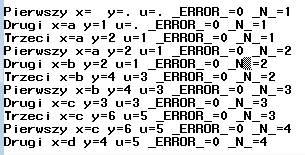 Pierwszy x=  y=. u=. _ERROR_=0 _N_=1
Drugi x=a y=1 u=. _ERROR_=0 _N_=1
Trzeci x=a y=2 u=1 _ERROR_=0 _N_=1
Pierwszy x=a y=2 u=1 _ERROR_=0 _N_=2
Drugi x=b y=2 u=1 _ERROR_=0 _N_=2
Trzeci x=b y=4 u=3 _ERROR_=0 _N_=2
Pierwszy x=b y=4 u=3 _ERROR_=0 _N_=3
Drugi x=c y=3 u=3 _ERROR_=0 _N_=3
Trzeci x=c y=6 u=5 _ERROR_=0 _N_=3
Pierwszy x=c y=6 u=5 _ERROR_=0 _N_=4
Drugi x=d y=4 u=5 _ERROR_=0 _N_=4